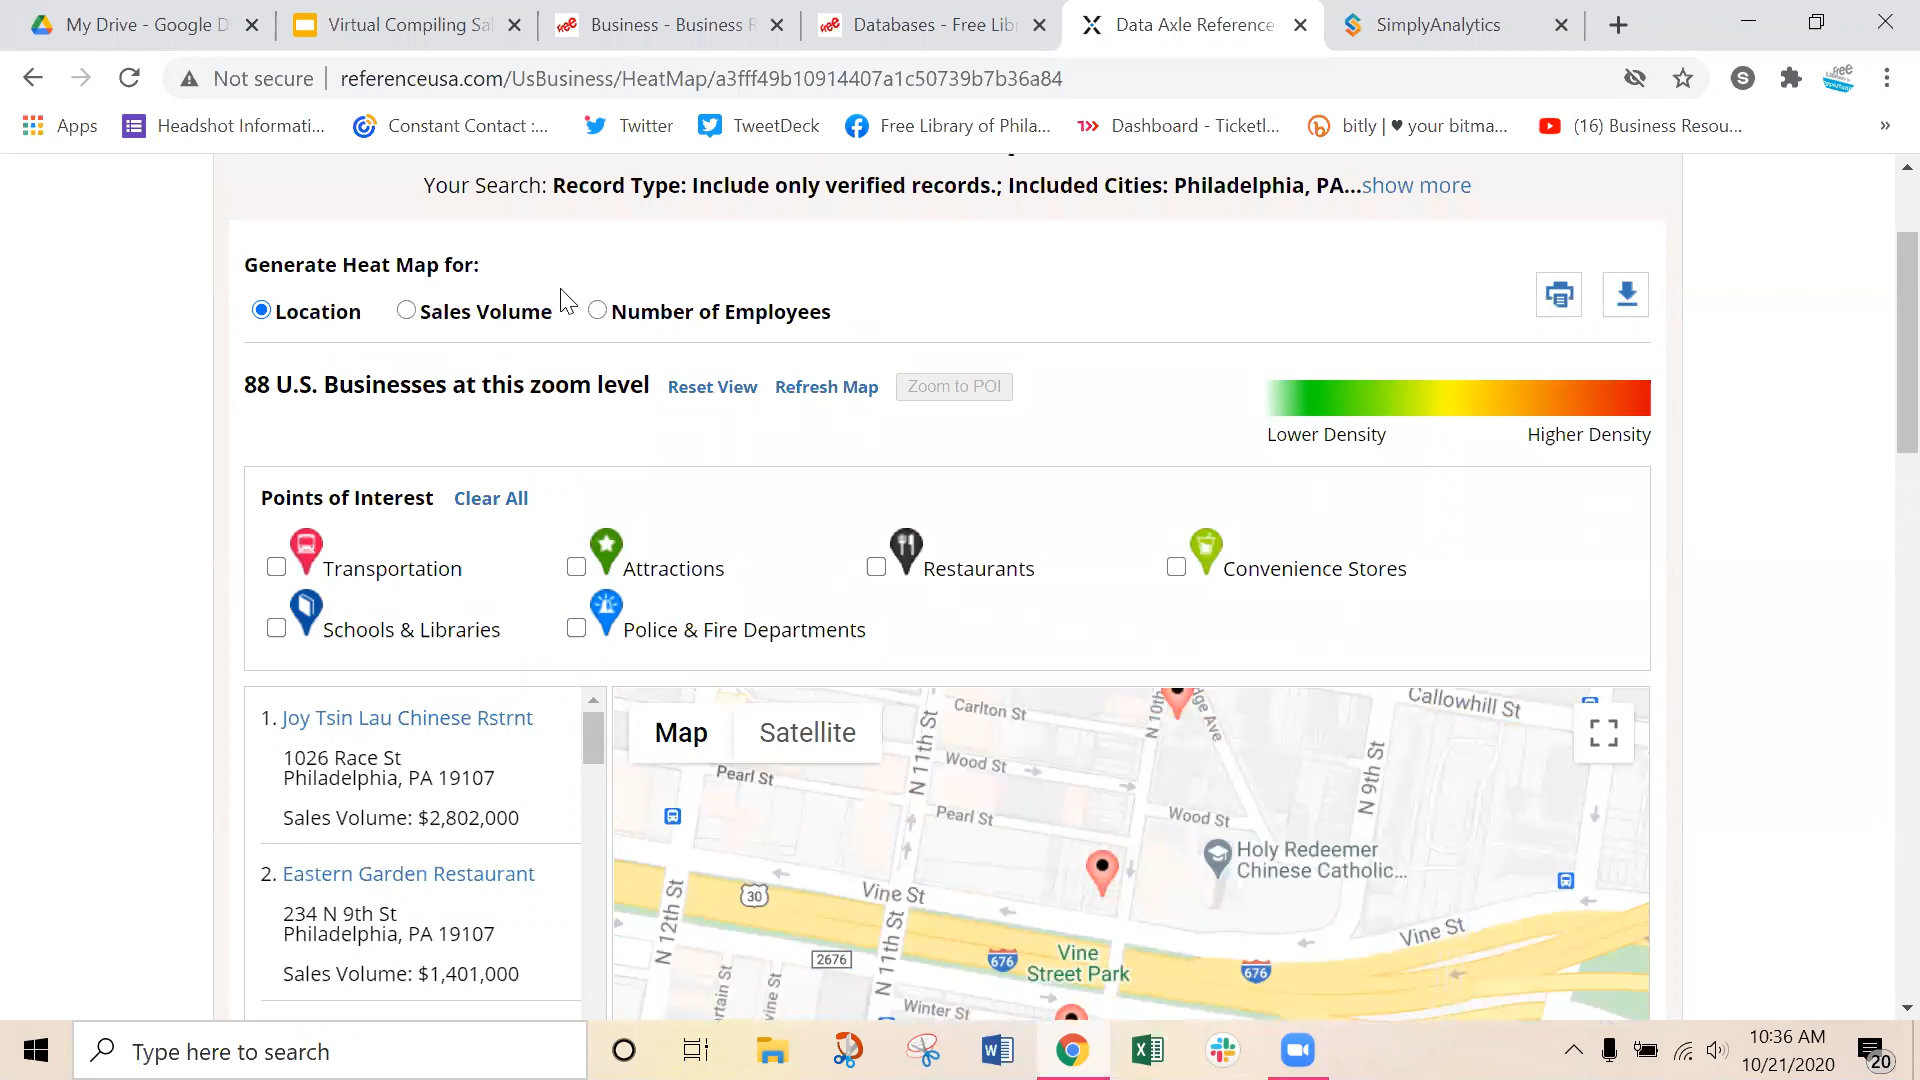 My Drive - Google D
Virtual Compiling Sal
Business - Business R
Databases - Free Libr
Data Axle Reference
SimplyAnalytics
Not secure
referenceusa.com/UsBusiness/HeatMap/a3fff49b10914407a1c50739b7b36a84
S
Apps
Headshot Informati...
Constant Contact :...
Twitter
TweetDeck
Free Library of Phila...
Dashboard - Ticketl...
bitly | ♥ your bitma...
(16) Business Resou...
»
Your Search: Record Type: Include only verified records.; Included Cities: Philadelphia, PA...show more
Generate Heat Map for:
Location
Sales Volume
Number of Employees
88 U.S. Businesses at this zoom level
Reset View
Refresh Map
Zoom to POI
Lower Density
Higher Density
Points of Interest
Clear All
Transportation
Attractions
Restaurants
Convenience Stores
Schools & Libraries
Police & Fire Departments
1. Joy Tsin Lau Chinese Rstrnt
1026 Race St
Philadelphia, PA 19107
Sales Volume: $2,802,000
2. Eastern Garden Restaurant
234 N 9th St
Philadelphia, PA 19107
Sales Volume: $1,401,000
Map
Satellite
Carlton St
N 10th
dge Ave
Callowhill St
N 11th St
Wood St
Pearl St
Pearl St
Wood St
N 9th St
Holy Redeemer
Chinese Catholic...
30
Vine St
N 12th St
N 11th St
Vine St
2676
676
Vine
Street Park
676
Winter St
Type here to search
10:36 AM
10/21/2020
20